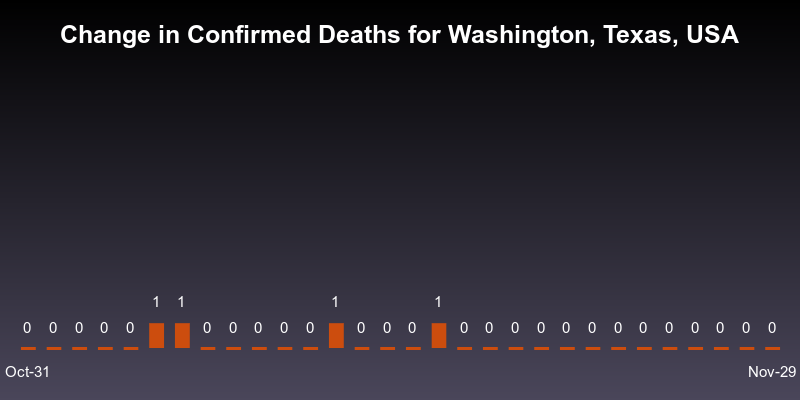 Change in Confirmed Deaths for Washington, Texas, USA
1 1 1 1
0 0 0 0 0 0 0 0 0 0 0 0 0 0 0 0 0 0 0 0 0 0 0 0 0 0
Oct-31 Nov-29